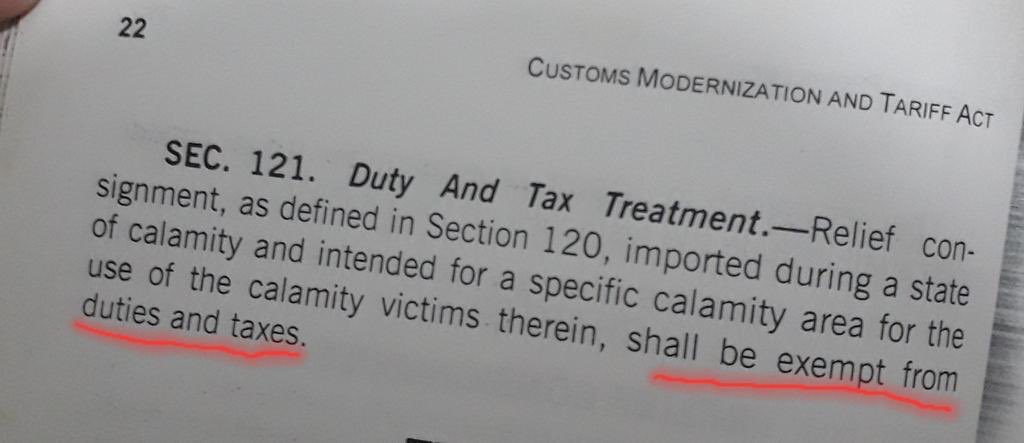 22
CUSTOMS MODERNIZATION AND TARIFF ACT
SEC. 121. Duty And Tax Treatment.—Relief con-
signment, as defined in Section 120, imported during a state
of calamity and intended for a specific calamity area for the
use of the calamity victims therein, shall be exempt from
duties and taxes.